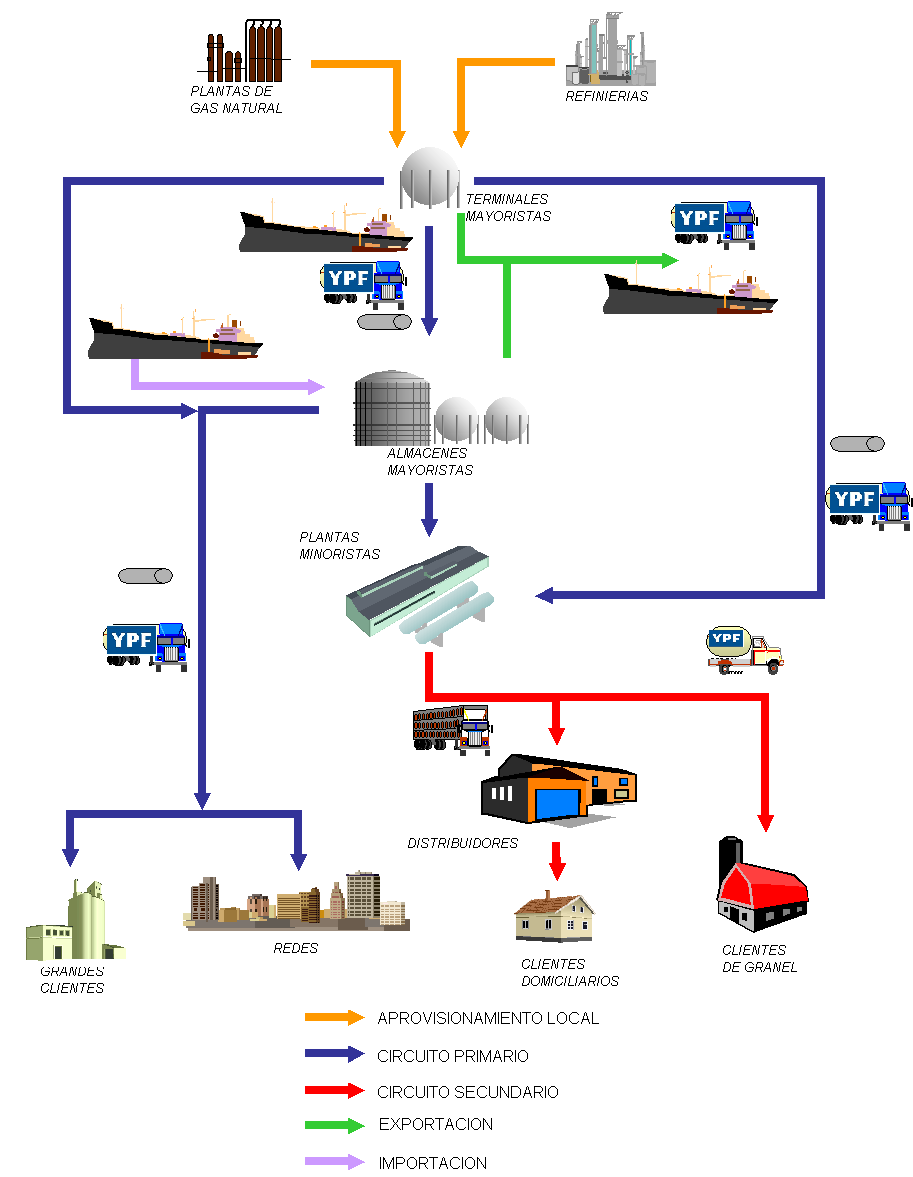 PLANTAS DE
GAS NATURAL
REFINIERIAS
TERMINALES
MAYORISTAS
YPF
YPF
ALMACENES
MAYORISTAS
YPF
PLANTAS
MINORISTAS
YPF
YPF
DISTRIBUIDORES
GRANDES
CLIENTES
REDES
CLIENTES
DOMICILIARIOS
CLIENTES
DE GRANEL
APROVISIONAMIENTO LOCAL
CIRCUITO PRIMARIO
CIRCUITO SECUNDARIO
EXPORTACION
IMPORTACION